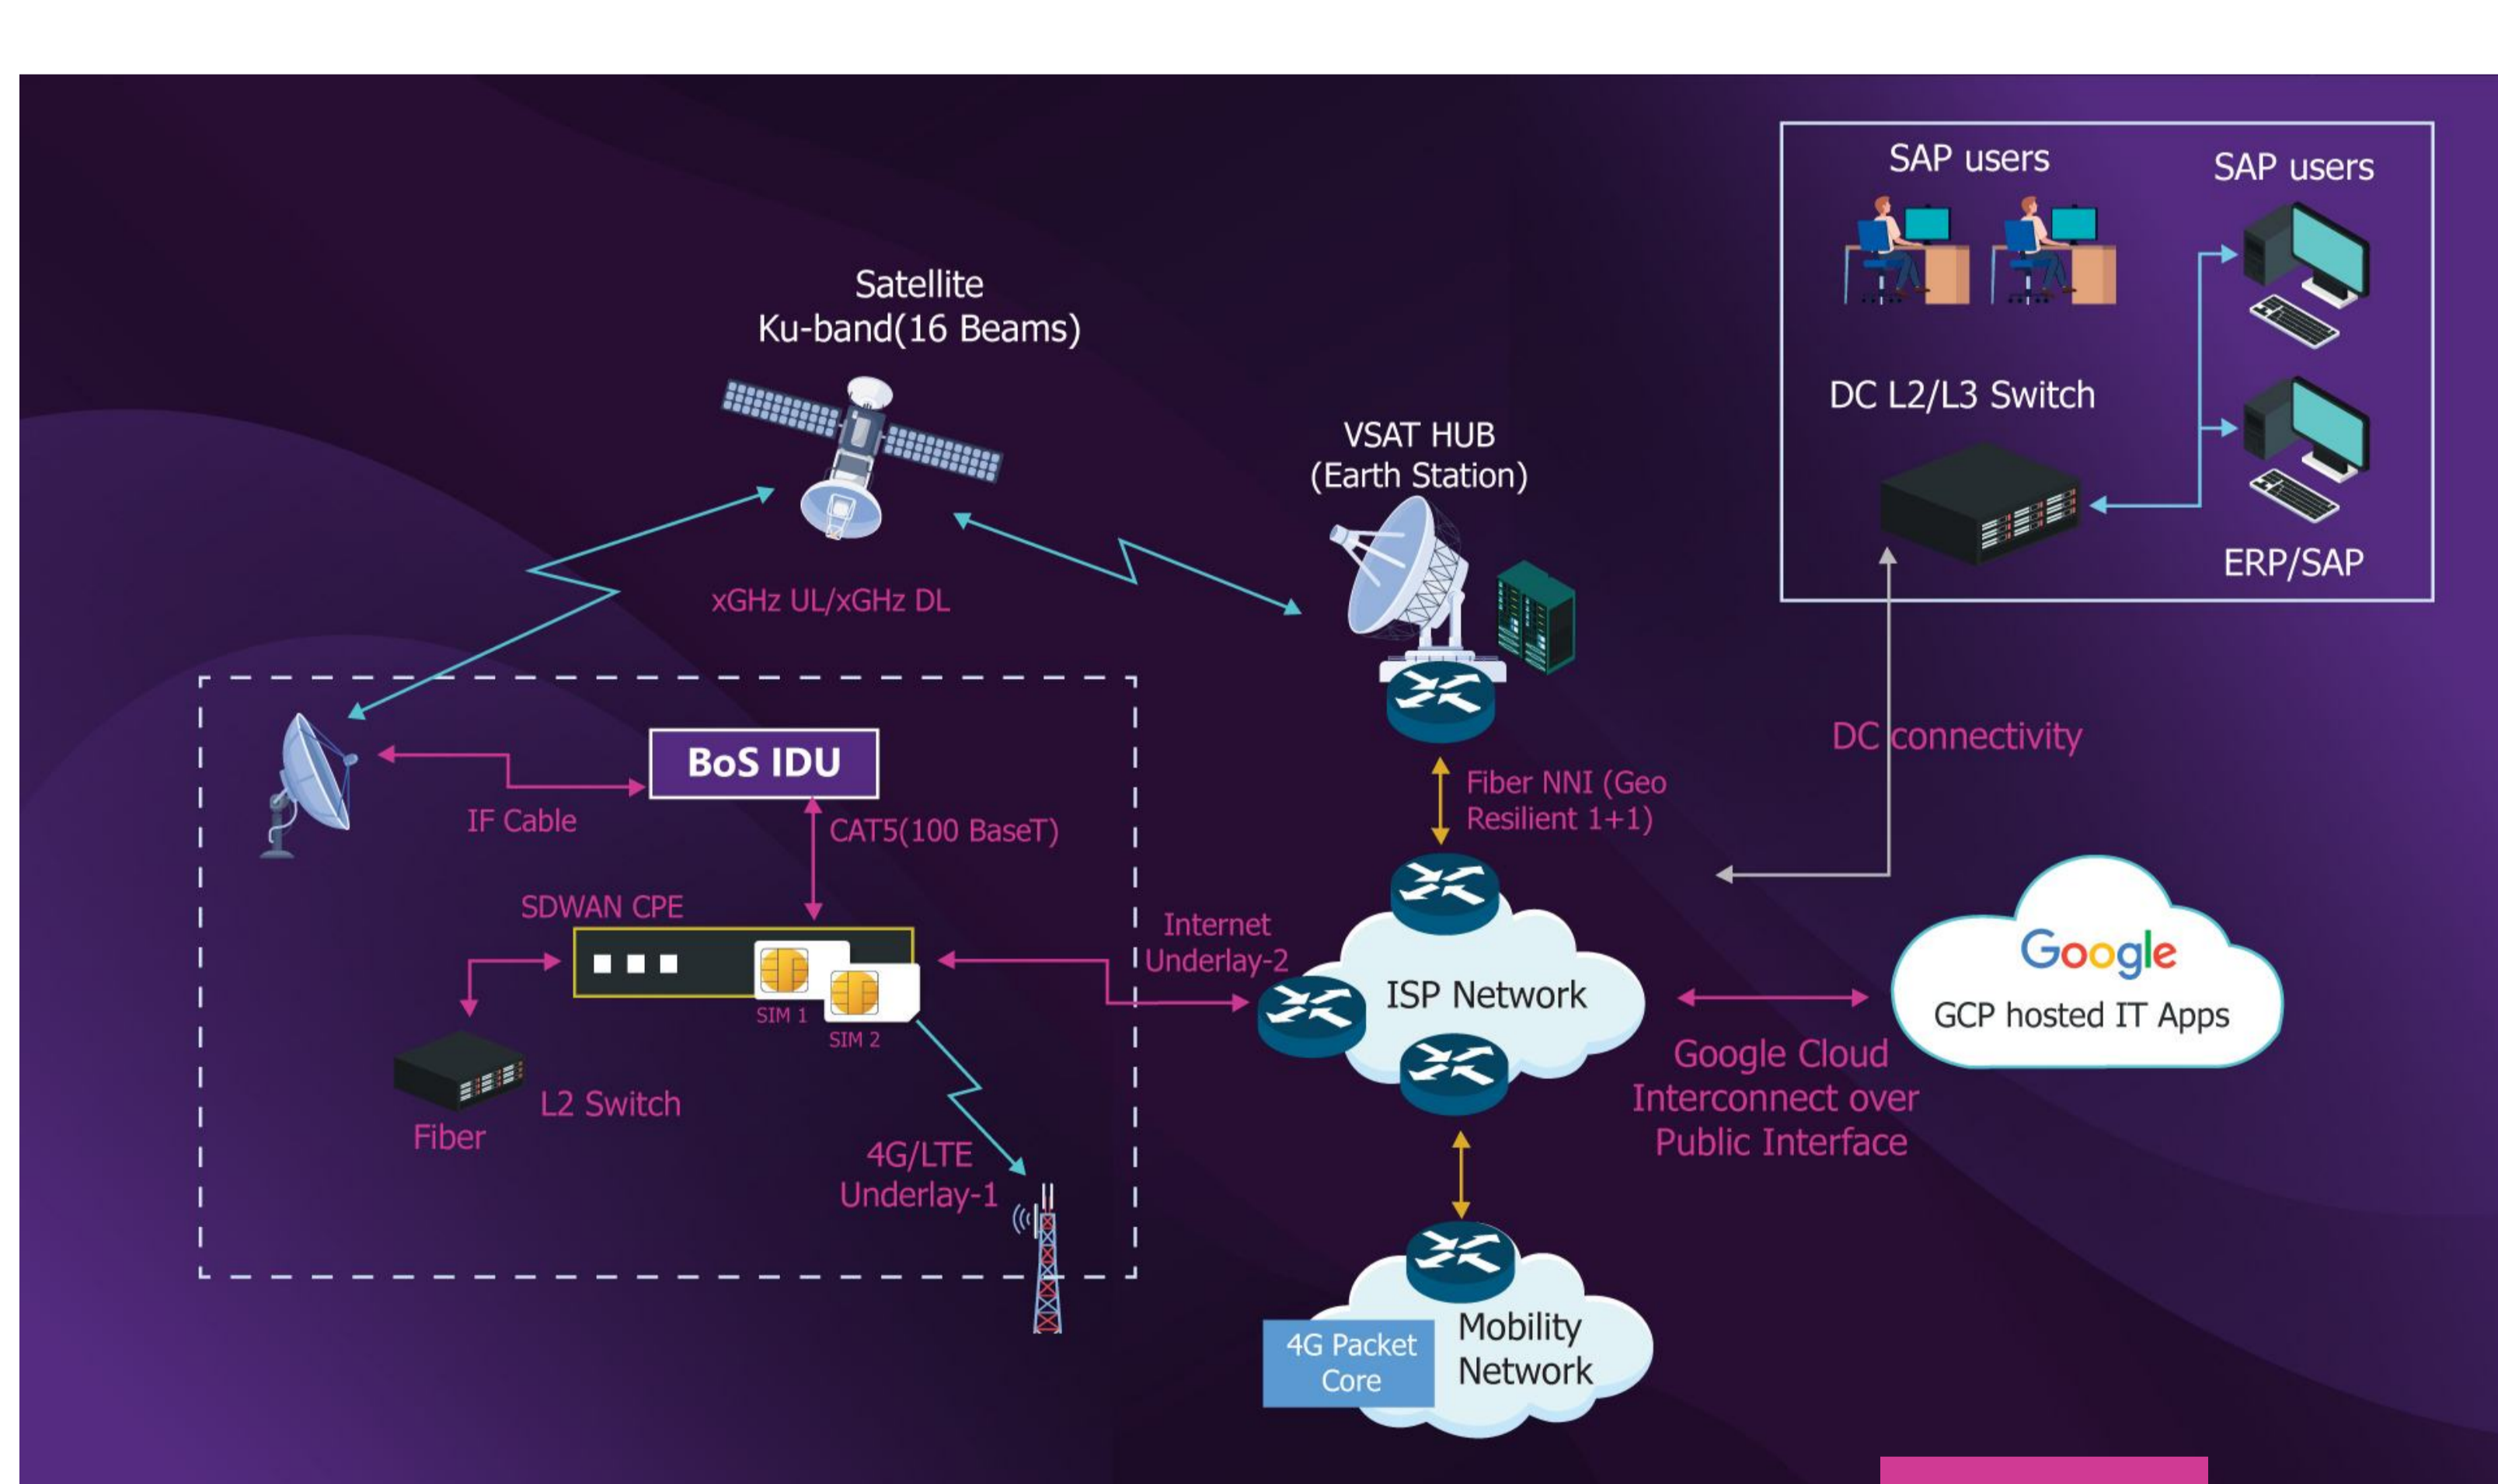 SAP users
SAP users
Satellite
Ku-band(16 Beams)
DC L2/L3 Switch
VSAT HUB
(Earth Station)
ERP/SAP
xGHz UL/xGHz DL
DC connectivity
BoS IDU
Fiber NNI (Geo
Resilient 1+1)
IF Cable
CAT5(100 BaseT)
SDWAN CPE
Internet
Underlay-2
Google
ISP Network
GCP hosted IT Apps
SIM 1
SIM 2
Google Cloud
Interconnect over
Public Interface
L2 Switch
Fiber
4G/LTE
Underlay-1
Mobility
Network
4G Packet
Core